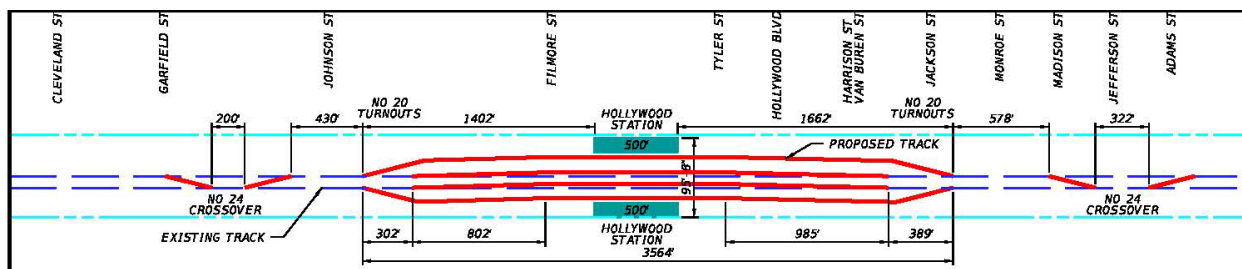 CLEVELAND ST
GARFIELD ST
JOHNSON ST
FILMORE ST
TYLER ST
HOLLYWOOD BLVD
HARRISON ST
VAN BUREN ST
JACKSON ST
MONROE ST
MADISON ST
JEFFERSON ST
ADAMS ST
NO 20
TURNOUTS
NO 20
TURNOUTS
200'
430'
1402'
HOLLYWOOD
STATION
1662'
578'
322'
500'
PROPOSED TRACK
95'-8"
NO 24
CROSSOVER
500'
NO 24
CROSSOVER
EXISTING TRACK
302'
802'
HOLLYWOOD
STATION
985'
389'
3564'